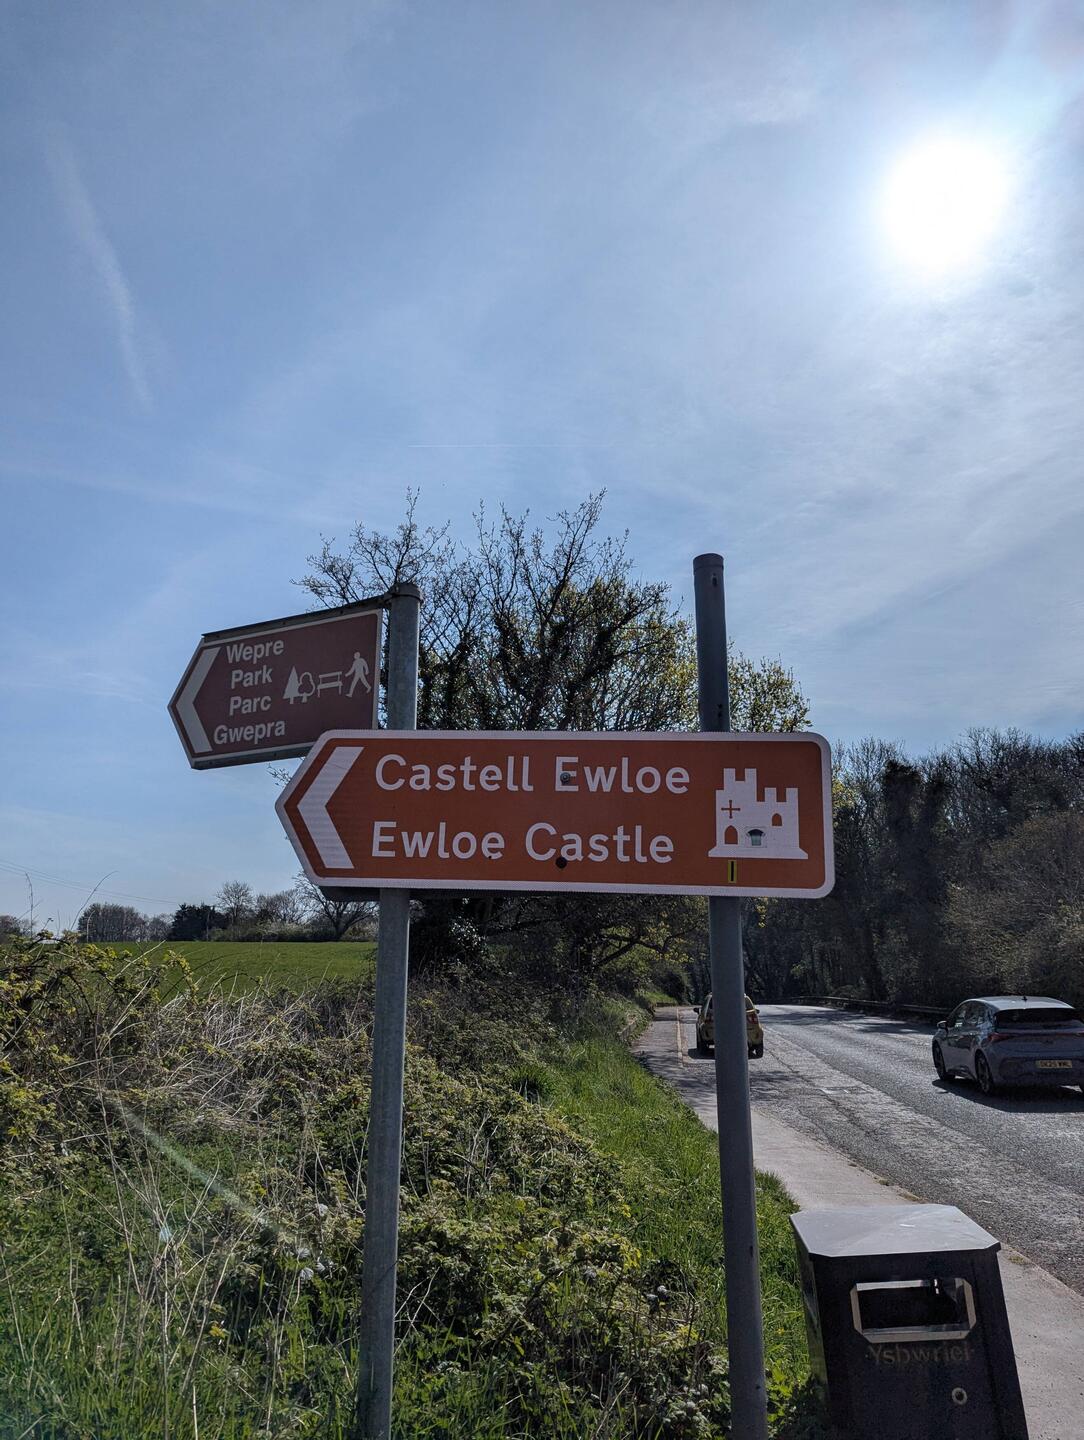 Wepre
Park
Parc
Gwepra
Castell Ewloe
Ewloe Castle
Ysbwriel